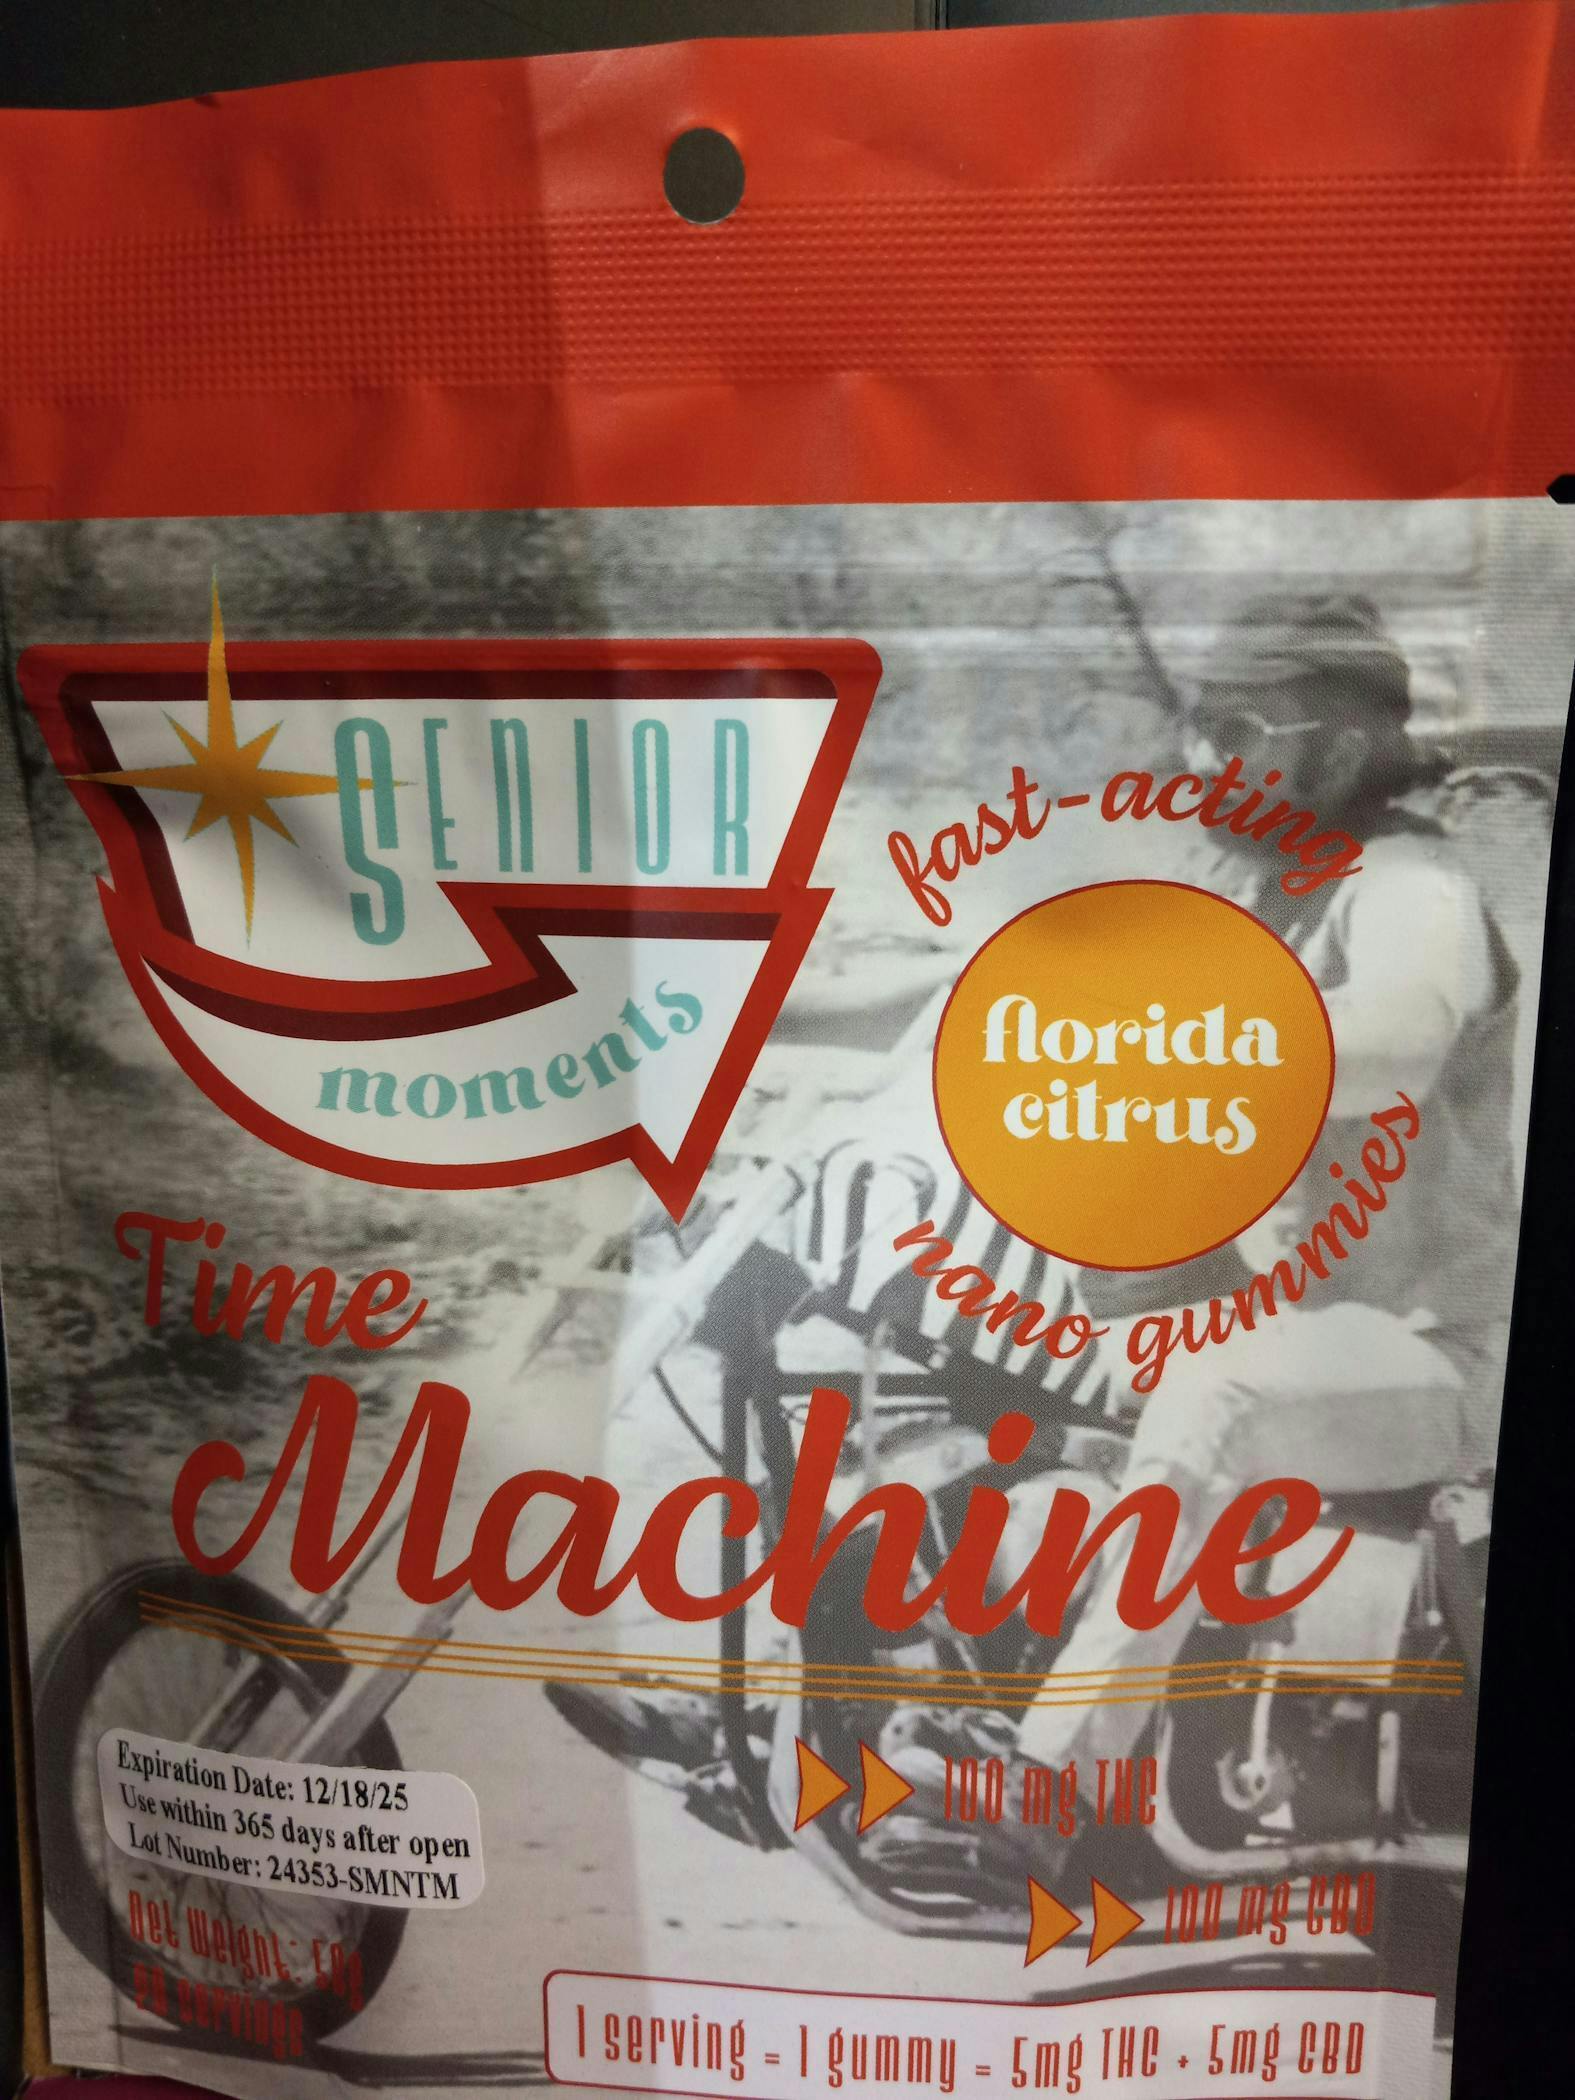 SENIOR
moments
fast-acting
florida
citrus
nano gummies
Time
Machine
Expiration Date: 12/18/25
Use within 365 days after open
Lot Number: 24353-SMNTM
100 mg THC
100 mg CBD
Net Weight: 58g
20 servings
1 serving = 1 gummy = 5mg THC + 5mg CBD